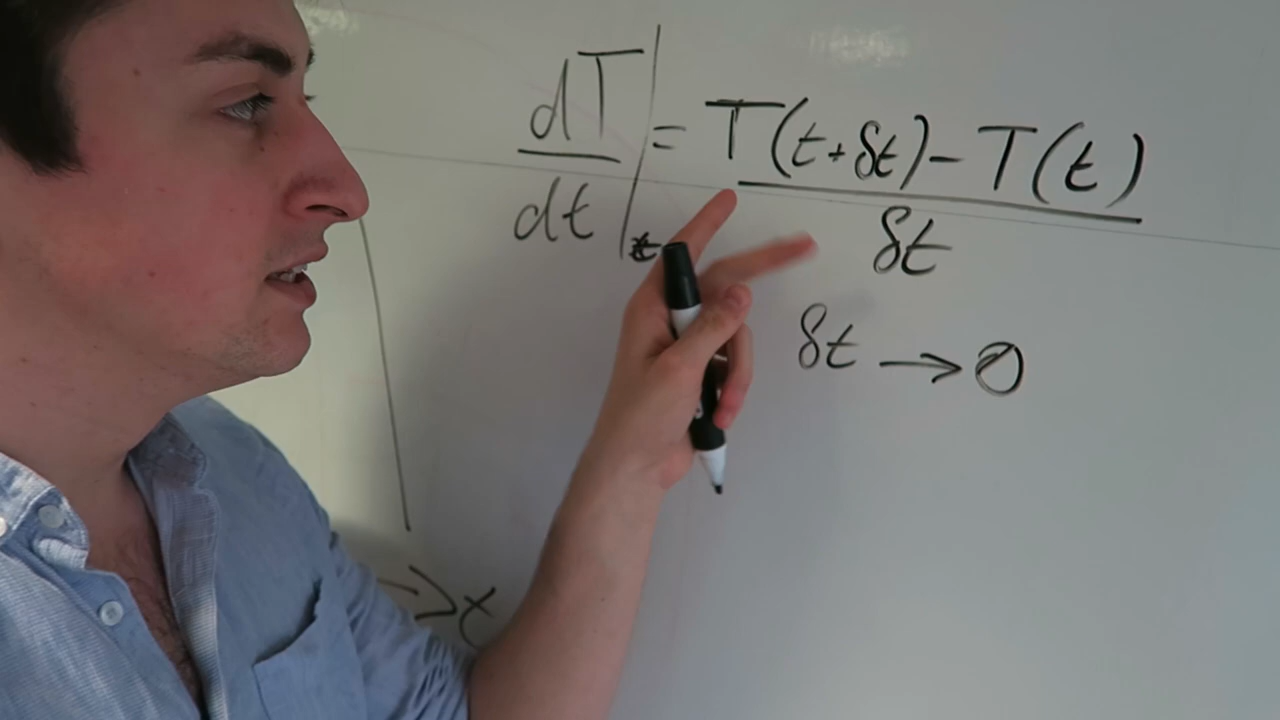 dT/dt|t = T(t+δt)-T(t)/δt
δt → 0
→ x